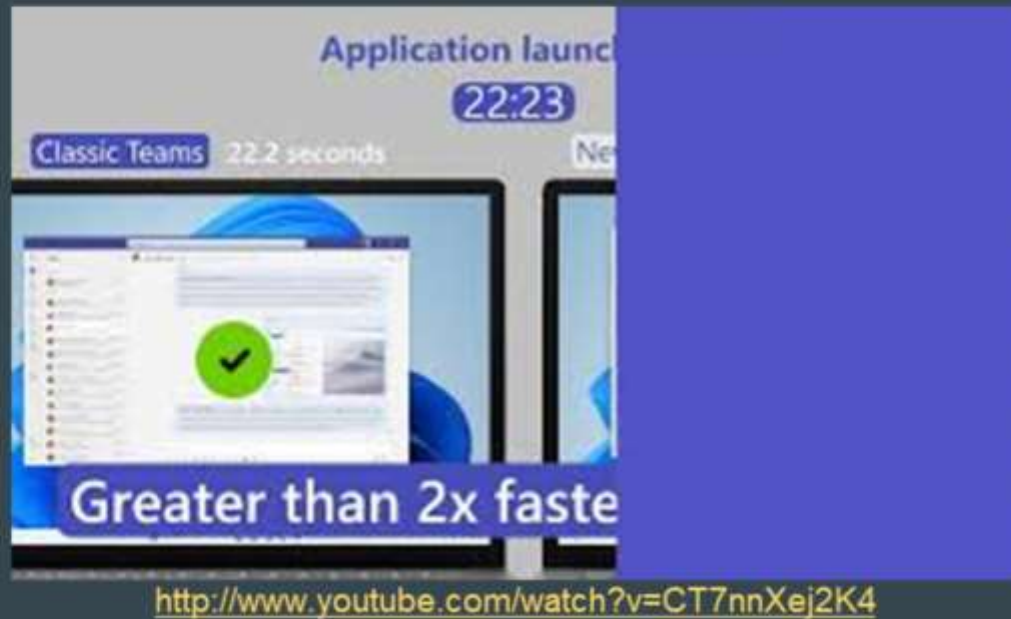 Application launc
22:23
Classic Teams 22.2 seconds Ne
Greater than 2x faste
http://www.youtube.com/watch?v=CT7nnXej2K4